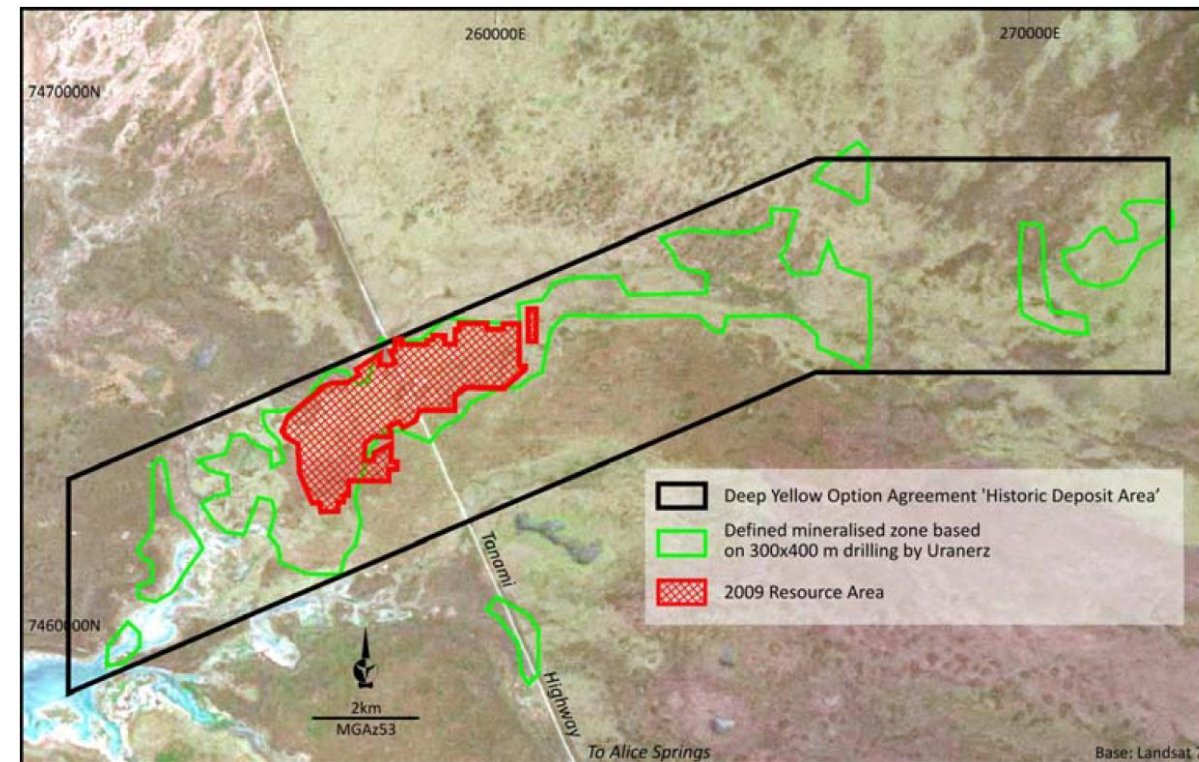 260000E
270000E
7470000N
Deep Yellow Option Agreement 'Historic Deposit Area'
Defined mineralised zone based
on 300x400 m drilling by Uranerz
2009 Resource Area
Tanami
Highway
7460000N
2km
MGAz53
To Alice Springs
Base: Landsat